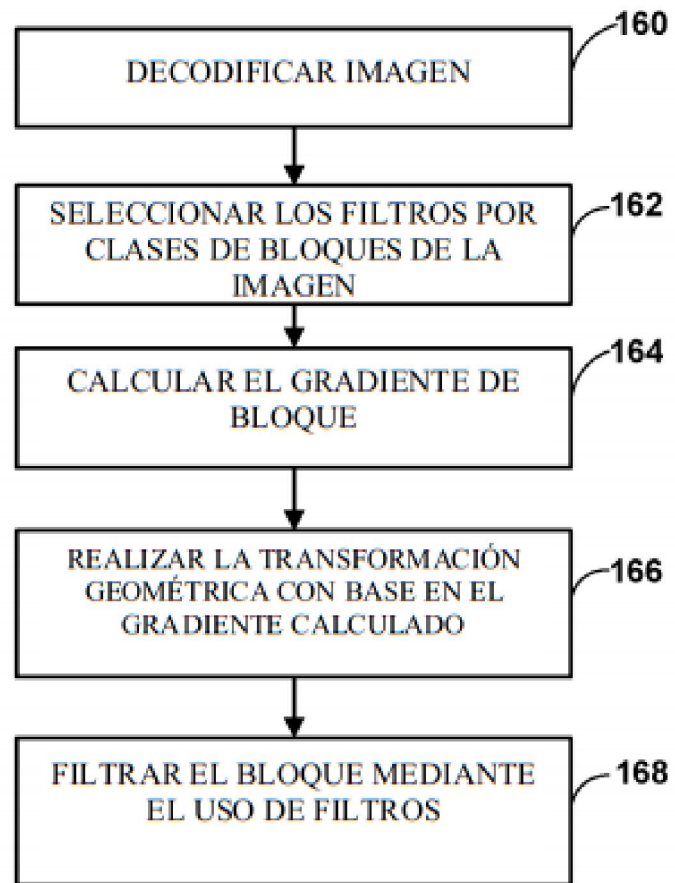 160
DECODIFICAR IMAGEN
SELECCIONAR LOS FILTROS POR
CLASES DE BLOQUES DE LA
IMAGEN
162
CALCULAR EL GRADIENTE DE
BLOQUE
164
REALIZAR LA TRANSFORMACIÓN
GEOMÉTRICA CON BASE EN EL
GRADIENTE CALCULADO
166
FILTRAR EL BLOQUE MEDIANTE
EL USO DE FILTROS
168